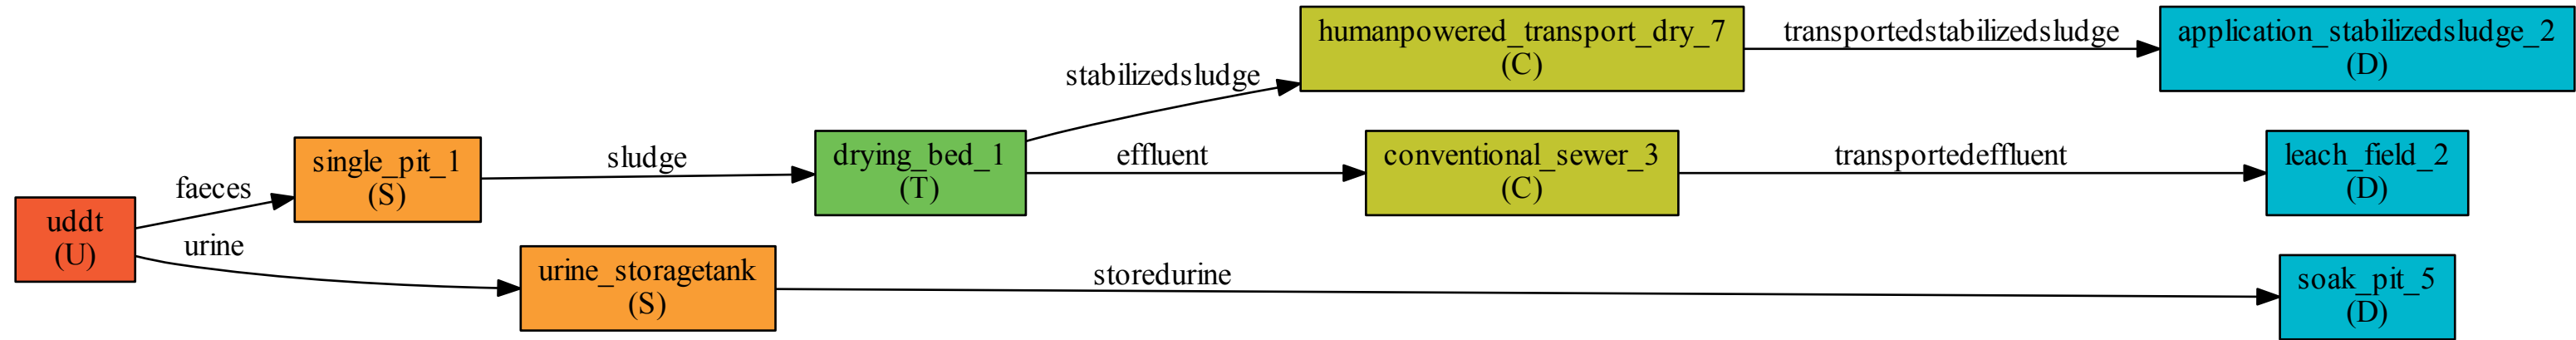 uddt
(U)
faeces
urine
single_pit_1
(S)
sludge
urine_storagetank
(S)
storedurine
drying_bed_1
(T)
stabilizedsludge
effluent
humanpowered_transport_dry_7
(C)
transportedstabilizedsludge
application_stabilizedsludge_2
(D)
conventional_sewer_3
(C)
transportedeffluent
leach_field_2
(D)
soak_pit_5
(D)